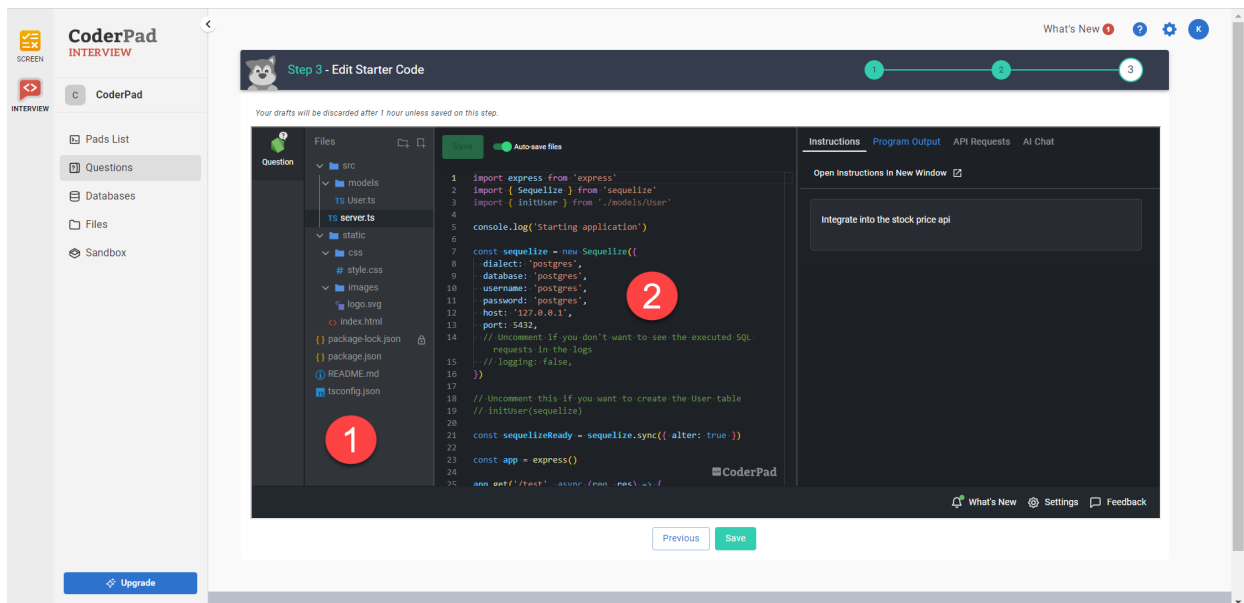 What's New 1
?
K
SCREEN
INTERVIEW
CoderPad
INTERVIEW
C CoderPad
Pads List
Questions
Databases
Files
Sandbox
Upgrade
Step 3 - Edit Starter Code
1 2 3
Your drafts will be discarded after 1 hour unless saved on this step.
?
Question
Files
src
models
TS User.ts
TS server.ts
static
css
# style.css
images
logo.svg
index.html
{ } package-lock.json
{ } package.json
README.md
tsconfig.json
1
Save Auto-save files
1 import express from 'express'
2 import { Sequelize } from 'sequelize'
3 import { initUser } from './models/User'
4
5 console.log('Starting application')
6
7 const sequelize = new Sequelize({
8 dialect: 'postgres',
9 database: 'postgres',
10 username: 'postgres',
11 password: 'postgres',
12 host: '127.0.0.1',
13 port: 5432,
14 // Uncomment if you don't want to see the executed SQL
requests in the logs
15 // logging: false,
16 })
17
18 // Uncomment this if you want to create the User table
19 // initUser(sequelize)
20
21 const sequelizeReady = sequelize.sync({ alter: true })
22
23 const app = express()
24
25 app.get('/test', async (req, res) => {
2
CoderPad
Instructions Program Output API Requests AI Chat
Open Instructions In New Window
Integrate into the stock price api
What's New Settings Feedback
Previous Save